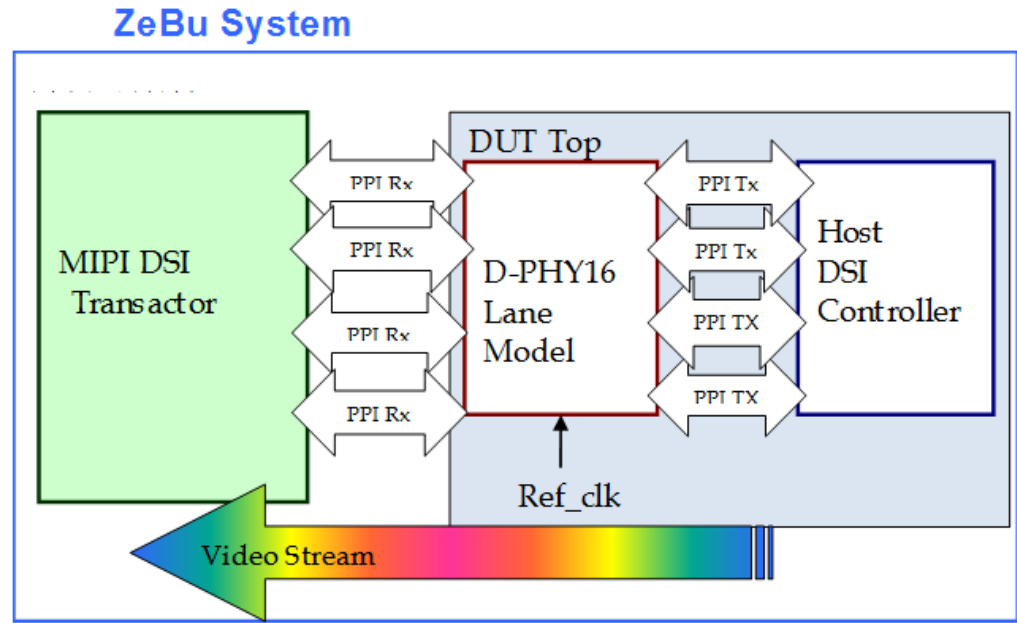 ZeBu System
DUT Top
PPI Rx
PPI Tx
PPI Rx
PPI Tx
MIPI DSI
Transactor
D-PHY16
Lane
Model
Host
DSI
Controller
PPI Rx
PPI TX
PPI Rx
PPI TX
Ref_clk
Video Stream